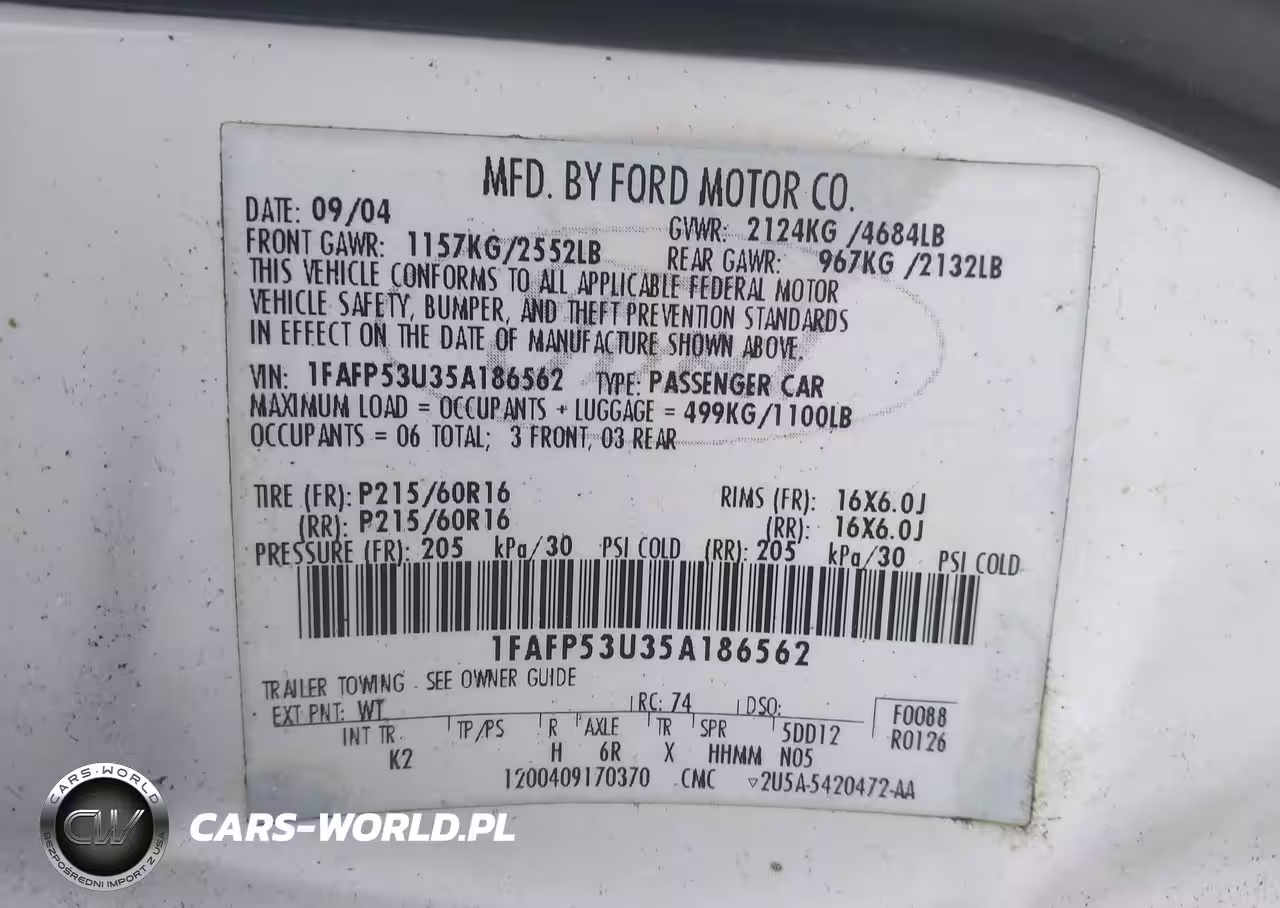 MFD. BY FORD MOTOR CO.
DATE: 09/04 GVWR: 2124KG /4684LB
FRONT GAWR: 1157KG/2552LB REAR GAWR: 967KG /2132LB
THIS VEHICLE CONFORMS TO ALL APPLICABLE FEDERAL MOTOR
VEHICLE SAFETY, BUMPER, AND THEFT PREVENTION STANDARDS
IN EFFECT ON THE DATE OF MANUFACTURE SHOWN ABOVE.
VIN: 1FAFP53U35A186562 TYPE: PASSENGER CAR
MAXIMUM LOAD = OCCUPANTS + LUGGAGE = 499KG/1100LB
OCCUPANTS = 06 TOTAL; 3 FRONT, 03 REAR
TIRE (FR): P215/60R16 RIMS (FR): 16X6.0J
(RR): P215/60R16 (RR): 16X6.0J
PRESSURE (FR): 205 kPa/30 PSI COLD (RR): 205 kPa/30 PSI COLD
1FAFP53U35A186562
TRAILER TOWING - SEE OWNER GUIDE
EXT PNT: WT RC: 74 DSO: F0088
INT TR TP/PS R AXLE TR SPR 5DD12 R0126
K2 H 6R X HHMM N05
1200409170370 CMC ▽2U5A-5420472-AA
CARS-WORLD
CW
BEZPOŚREDNI IMPORT Z USA
CARS-WORLD.PL